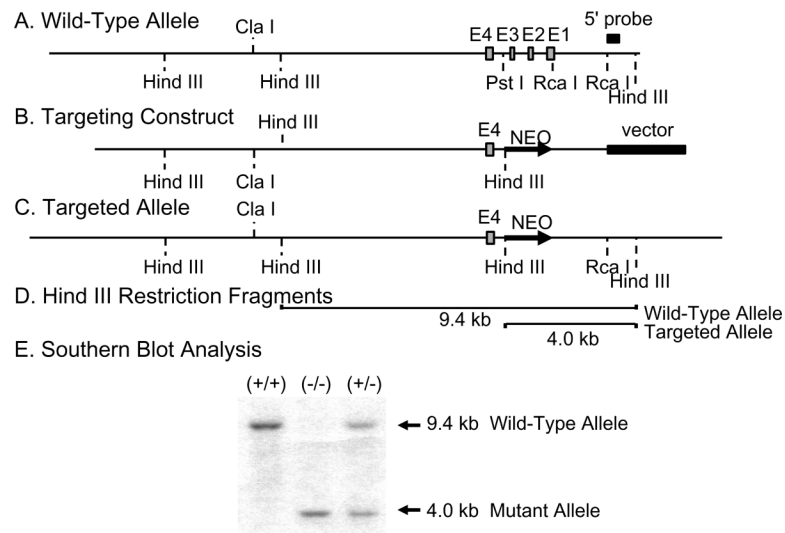 A. Wild-Type Allele
5' probe
Cla I
E4 E3 E2 E1
Hind III Hind III Pst I Rca I Rca I
Hind III
B. Targeting Construct
Hind III
E4 NEO vector
Hind III Cla I Hind III
C. Targeted Allele
Cla I
E4 NEO
Hind III Hind III Hind III Rca I
Hind III
D. Hind III Restriction Fragments
9.4 kb Wild-Type Allele
4.0 kb Targeted Allele
E. Southern Blot Analysis
(+/+) (-/-) (+/-)
9.4 kb Wild-Type Allele
4.0 kb Mutant Allele